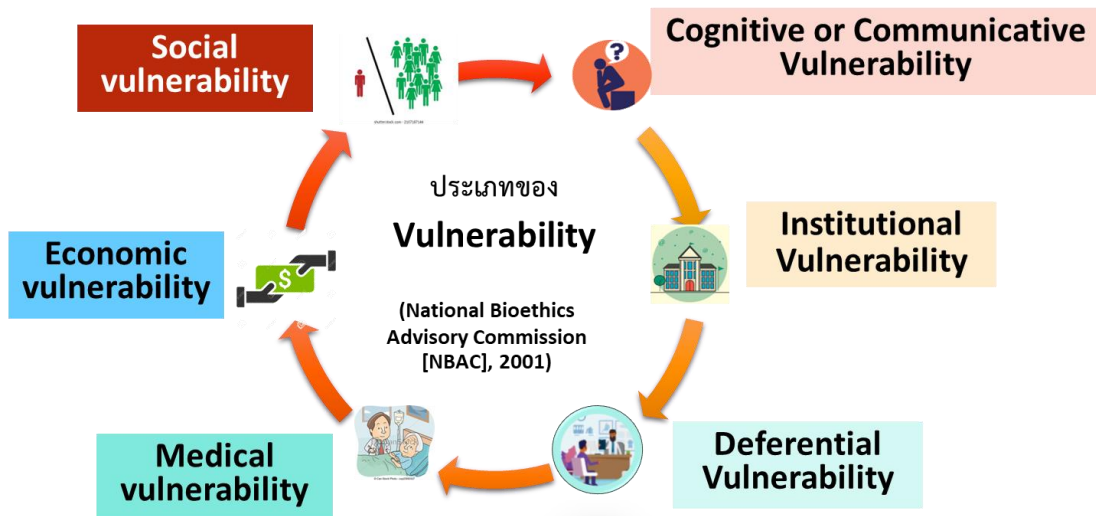 Social
vulnerability
Cognitive or Communicative
Vulnerability
ประเภทของ
Vulnerability
(National Bioethics
Advisory Commission
[NBAC], 2001)
Institutional
Vulnerability
Economic
vulnerability
$
?
Medical
vulnerability
Deferential
Vulnerability